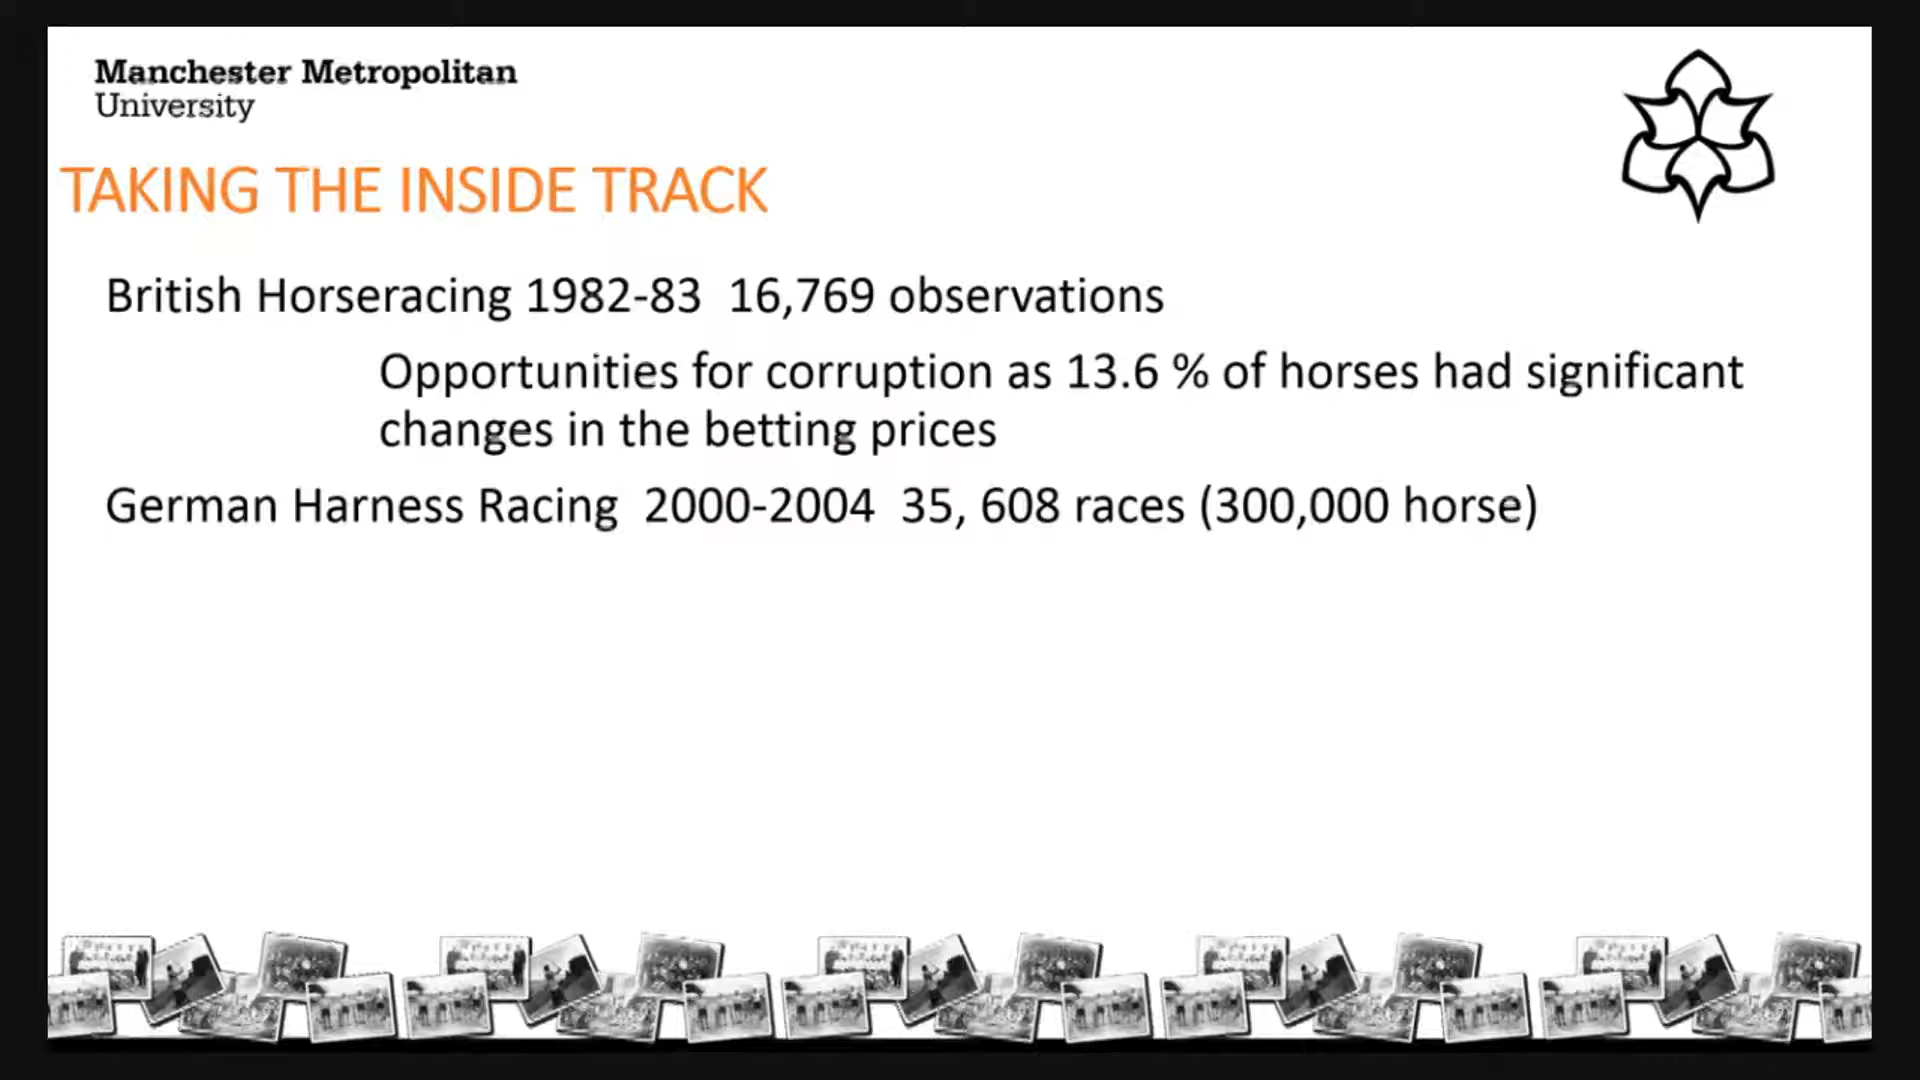 Manchester Metropolitan
University
TAKING THE INSIDE TRACK
British Horseracing 1982-83  16,769 observations
Opportunities for corruption as 13.6 % of horses had significant
changes in the betting prices
German Harness Racing  2000-2004  35, 608 races (300,000 horse)